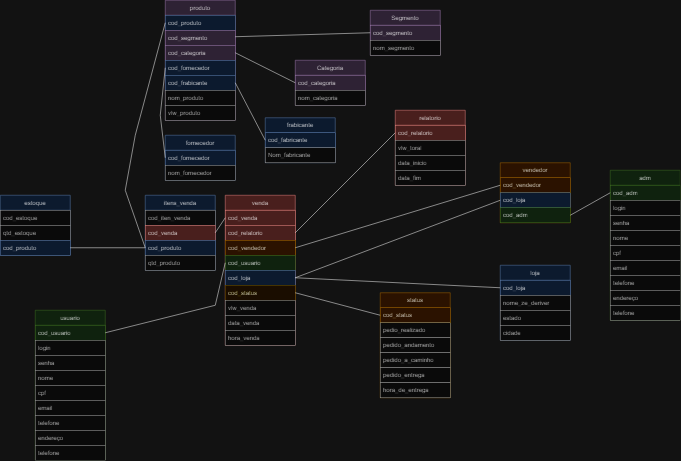 produto
cod_produto
cod_segmento
cod_categoria
cod_fornecedor
cod_frabicante
nom_produto
vlw_produto
Segmento
cod_segmento
nom_segmento
Categoria
cod_categoria
nom_categoria
frabicante
cod_fabricante
Nom_fabricante
fornecedor
cod_fornecedor
nom_fornecedor
relatorio
cod_relatorio
vlw_total
data_inicio
data_fim
vendedor
cod_vendedor
cod_loja
cod_adm
adm
cod_adm
login
senha
nome
cpf
email
telefone
endereço
telefone
estoque
cod_estoque
qtd_estoque
cod_produto
itens_venda
cod_iten_venda
cod_venda
cod_produto
qtd_produto
venda
cod_venda
cod_relatorio
cod_vendedor
cod_usuario
cod_loja
cod_status
vlw_venda
data_venda
hora_venda
loja
cod_loja
nome_ze_deriver
estado
cidade
status
cod_status
pedio_realizado
pedido_andamento
pedido_a_caminho
pedido_entrega
hora_de_entrega
usuario
cod_usuario
login
senha
nome
cpf
email
telefone
endereço
telefone